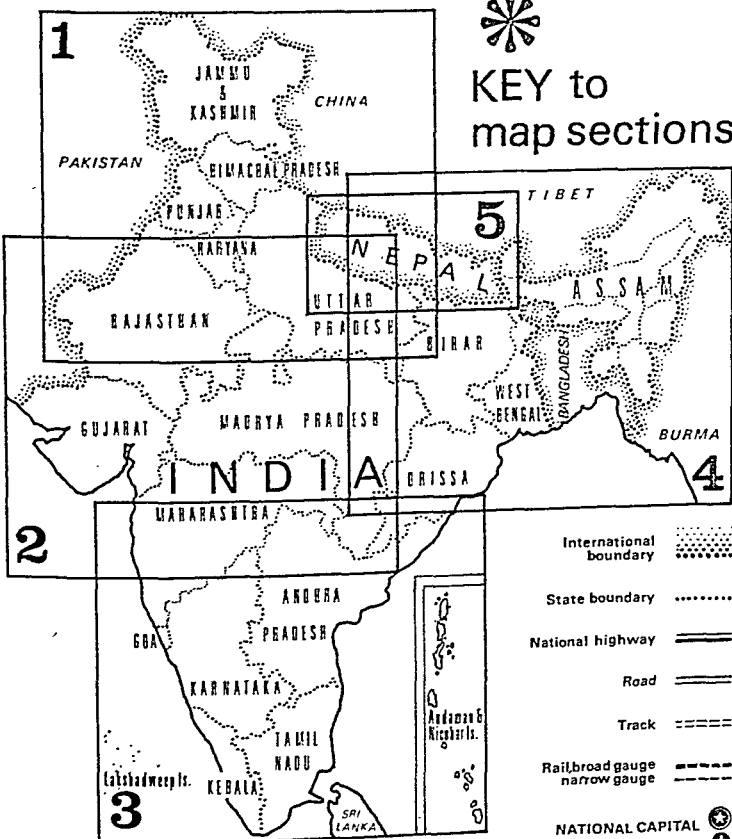 1
KEY to
map sections
JAMMU
&
KASHMIR
CHINA
PAKISTAN
HIMACHAL PRADESH
PUNJAB
HARYANA
TIBET
5
NEPAL
ASSAM
UTTAR
PRADESH
RAJASTHAN
BIHAR
BANGLADESH
WEST
BENGAL
GUJARAT
MADHYA PRADESH
BURMA
INDIA
ORISSA
4
MAHARASHTRA
2
International
boundary
State boundary
ANDHRA
PRADESH
GOA
National highway
KARNATAKA
Road
Andaman &
Nicobar Is.
Track
TAMIL
NADU
Lakshadweep Is.
KERALA
Rail,broad gauge
narrow gauge
3
SRI
LANKA
NATIONAL CAPITAL